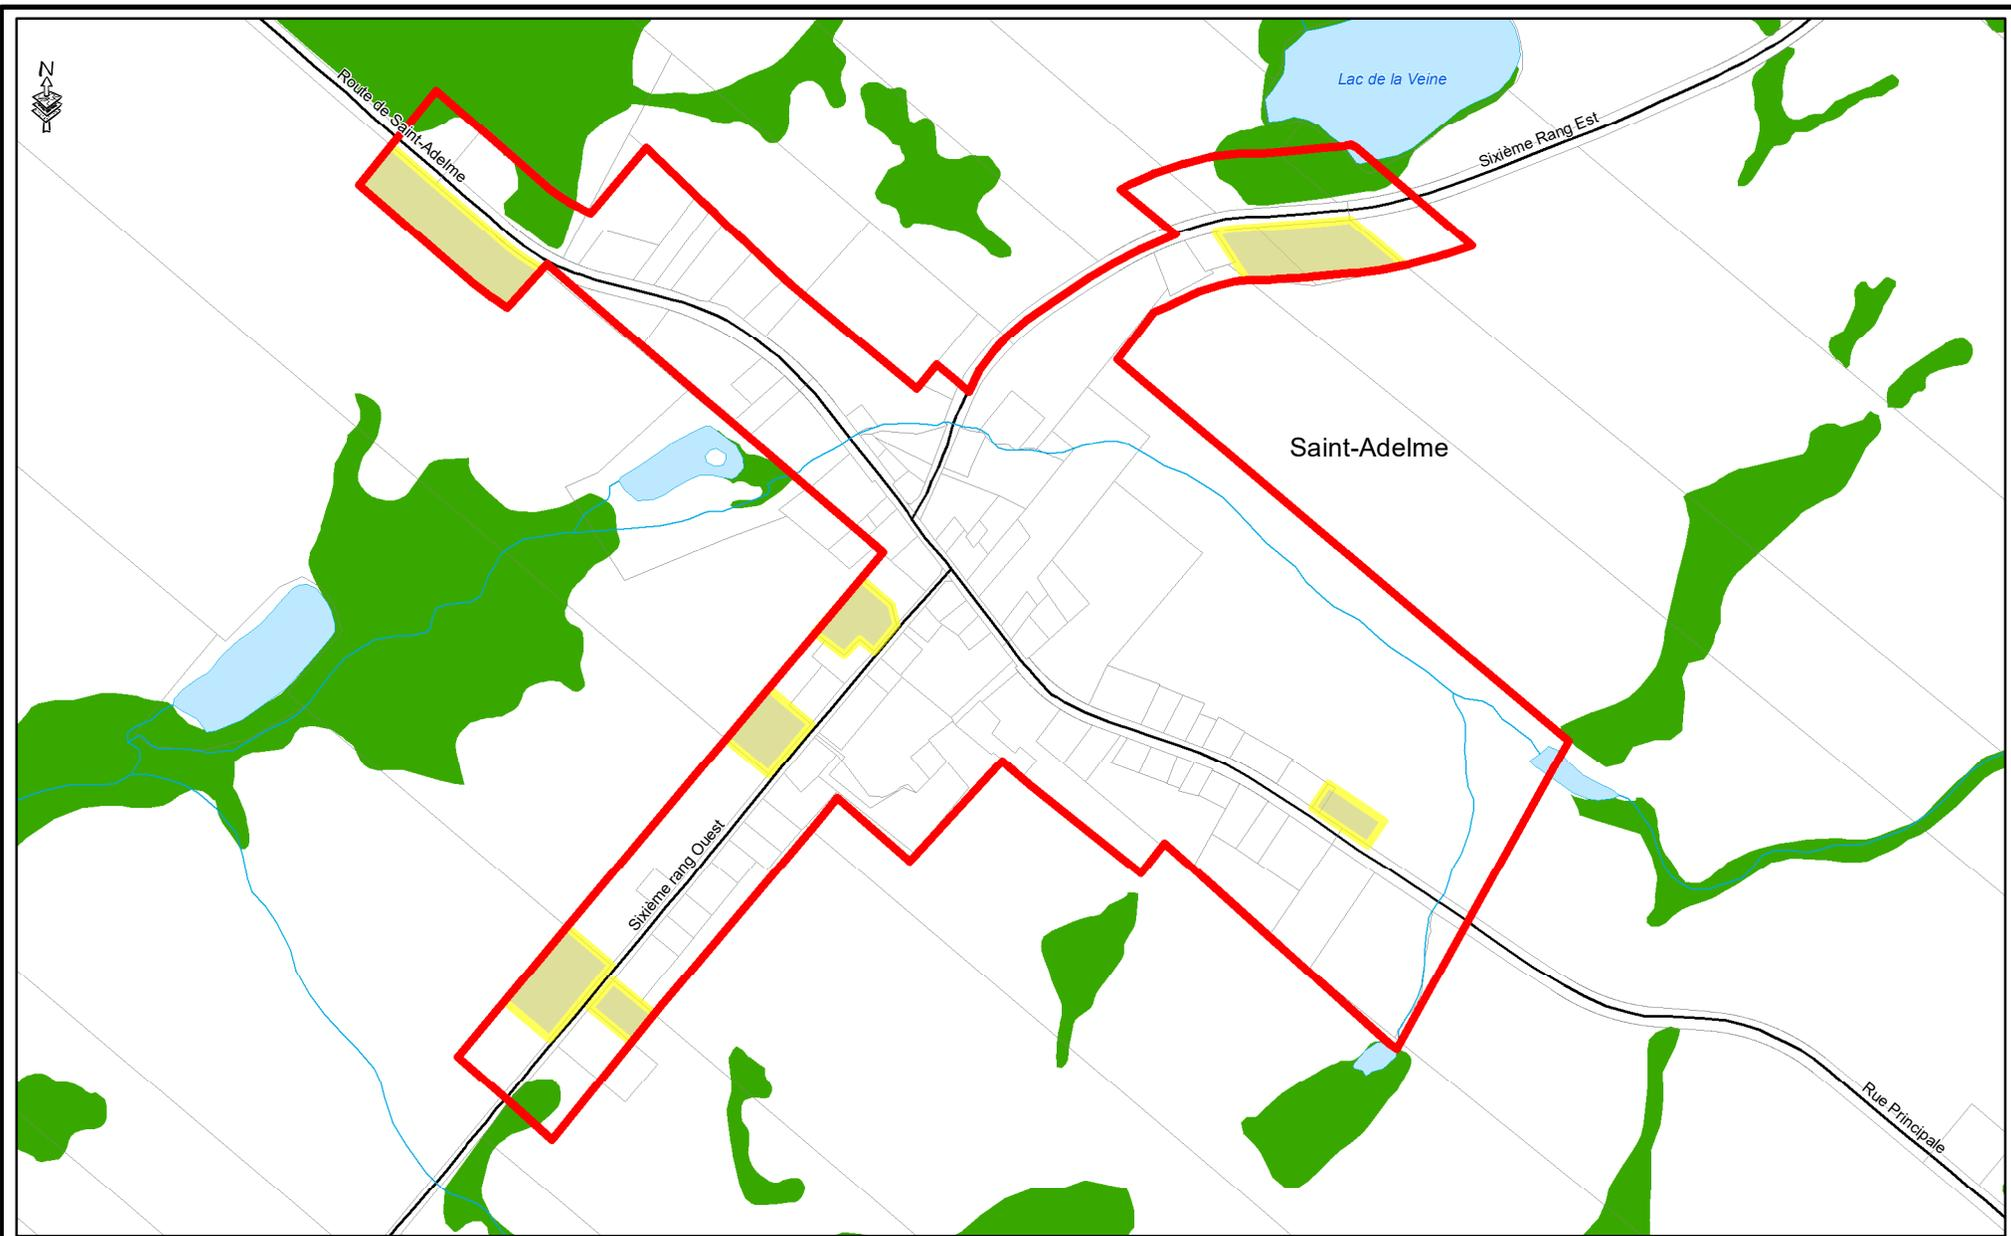 N
Route de Saint-Adelme
Lac de la Veine
Sixième Rang Est
Saint-Adelme
Sixième rang Ouest
Rue Principale